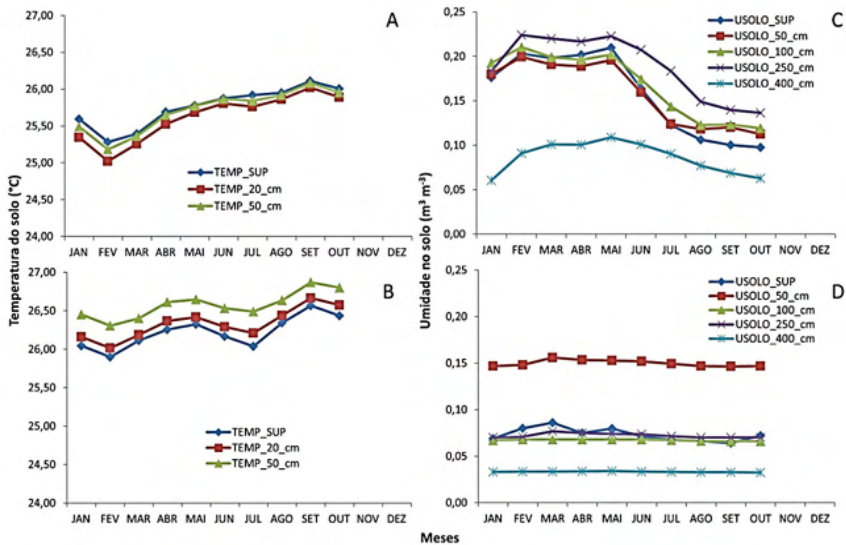 Temperatura do solo (°C)
A
27,00
26,50
26,00
25,50
25,00
24,50
24,00
TEMP_SUP
TEMP_20_cm
TEMP_50_cm
JAN FEV MAR ABR MAI JUN JUL AGO SET OUT NOV DEZ
B
27,00
26,50
26,00
25,50
25,00
24,50
24,00
TEMP_SUP
TEMP_20_cm
TEMP_50_cm
JAN FEV MAR ABR MAI JUN JUL AGO SET OUT NOV DEZ
Umidade no solo (m³ m⁻³)
C
0,25
0,20
0,15
0,10
0,05
0,00
USOLO_SUP
USOLO_50_cm
USOLO_100_cm
USOLO_250_cm
USOLO_400_cm
JAN FEV MAR ABR MAI JUN JUL AGO SET OUT NOV DEZ
D
0,25
0,20
0,15
0,10
0,05
0,00
USOLO_SUP
USOLO_50_cm
USOLO_100_cm
USOLO_250_cm
USOLO_400_cm
JAN FEV MAR ABR MAI JUN JUL AGO SET OUT NOV DEZ
Meses